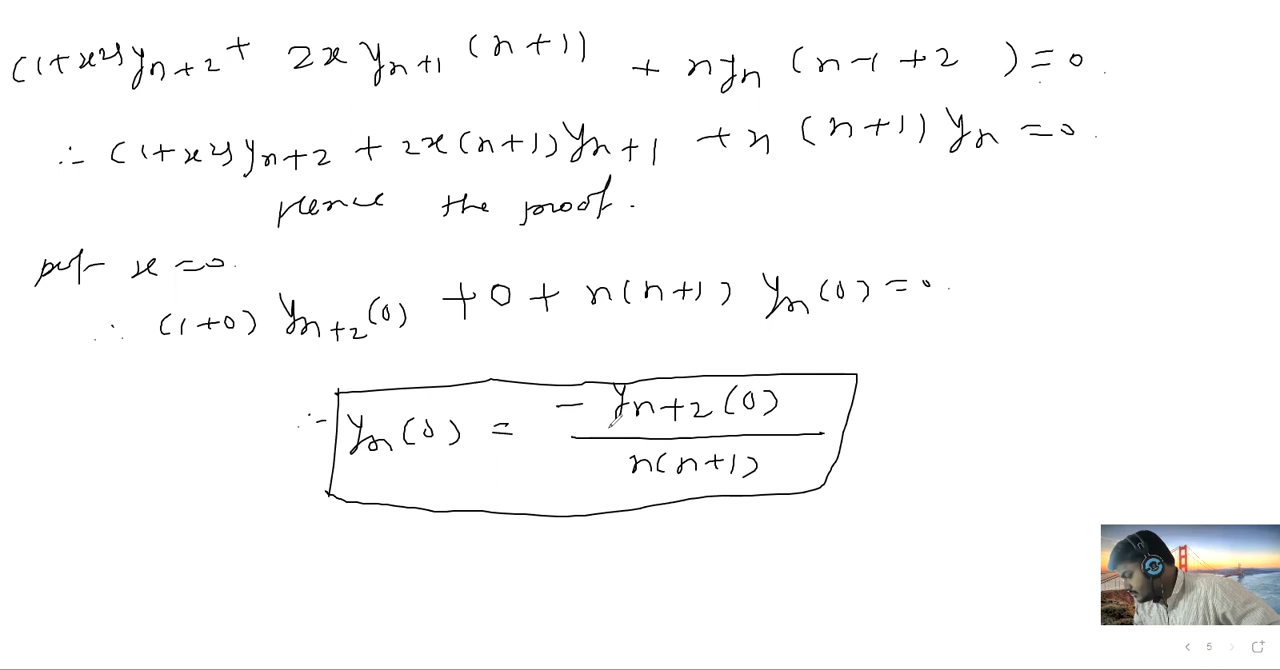 (1+x²)yₙ₊₂ + 2x yₙ₊₁ (n+1) + n yₙ (n-1+2 ) = 0.
∴ (1+x²)yₙ₊₂ + 2x(n+1)yₙ₊₁ + n (n+1) yₙ = 0.
Hence the proof.
put x = 0.
∴ (1+0) yₙ₊₂(0) + 0 + n(n+1) yₙ(0) = 0.
∴ yₙ(0) = - yₙ₊₂(0) / n(n+1)
< 5 >